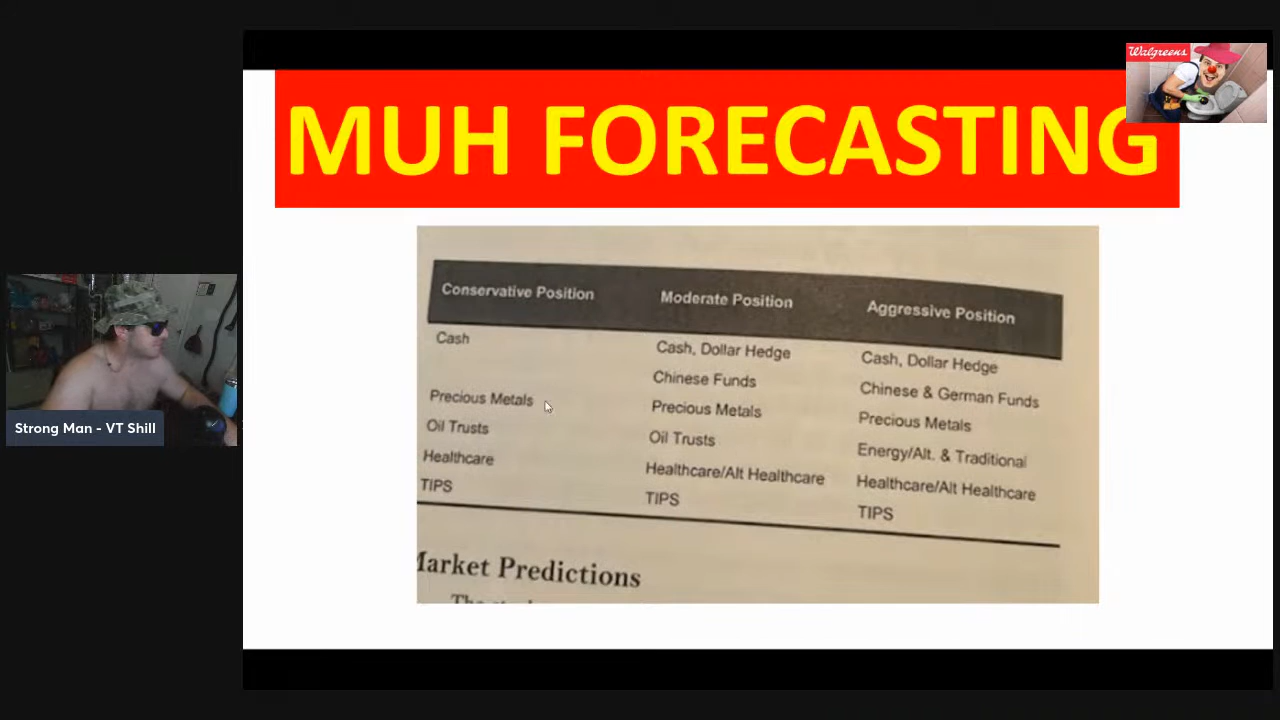 Walgreens
MUH FORECASTING
Conservative Position Moderate Position Aggressive Position
Cash Cash, Dollar Hedge Cash, Dollar Hedge
Chinese Funds Chinese & German Funds
Precious Metals Precious Metals Precious Metals
Oil Trusts Oil Trusts Energy/Alt. & Traditional
Healthcare Healthcare/Alt Healthcare Healthcare/Alt Healthcare
TIPS TIPS TIPS
Market Predictions
Strong Man - VT Shill